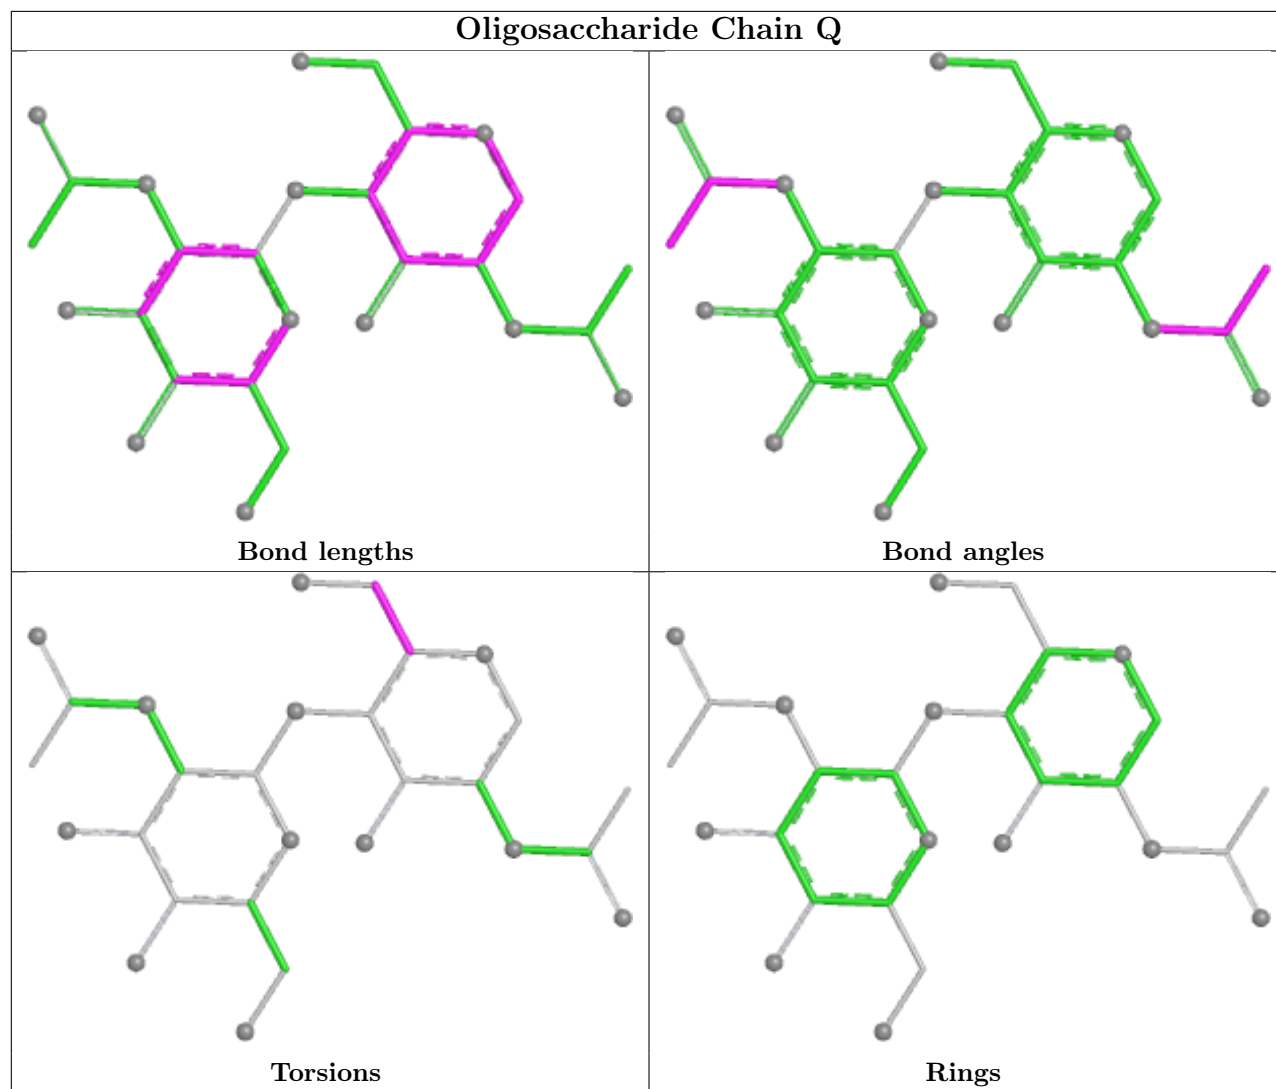 Oligosaccharide Chain Q
Bond lengths
Bond angles
Torsions
Rings